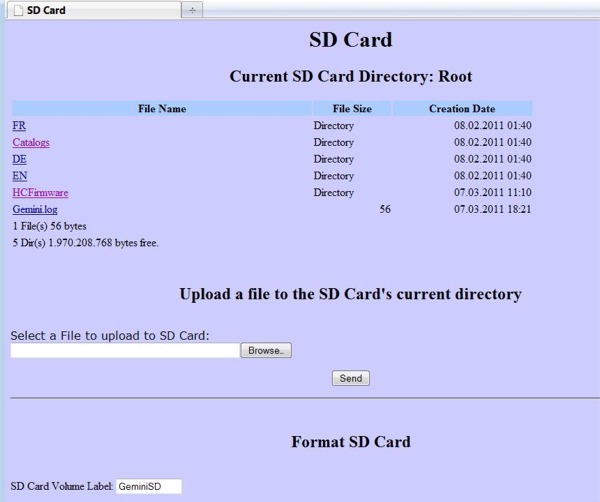 SD Card
SD Card
Current SD Card Directory: Root
File Name File Size Creation Date
FR Directory 08.02.2011 01:40
Catalogs Directory 08.02.2011 01:40
DE Directory 08.02.2011 01:40
EN Directory 08.02.2011 01:40
HCFirmware Directory 07.03.2011 11:10
Gemini.log 56 07.03.2011 18:21
1 File(s) 56 bytes
5 Dir(s) 1.970.208.768 bytes free.
Upload a file to the SD Card's current directory
Select a File to upload to SD Card:
Browse..
Send
Format SD Card
SD Card Volume Label: GeminiSD